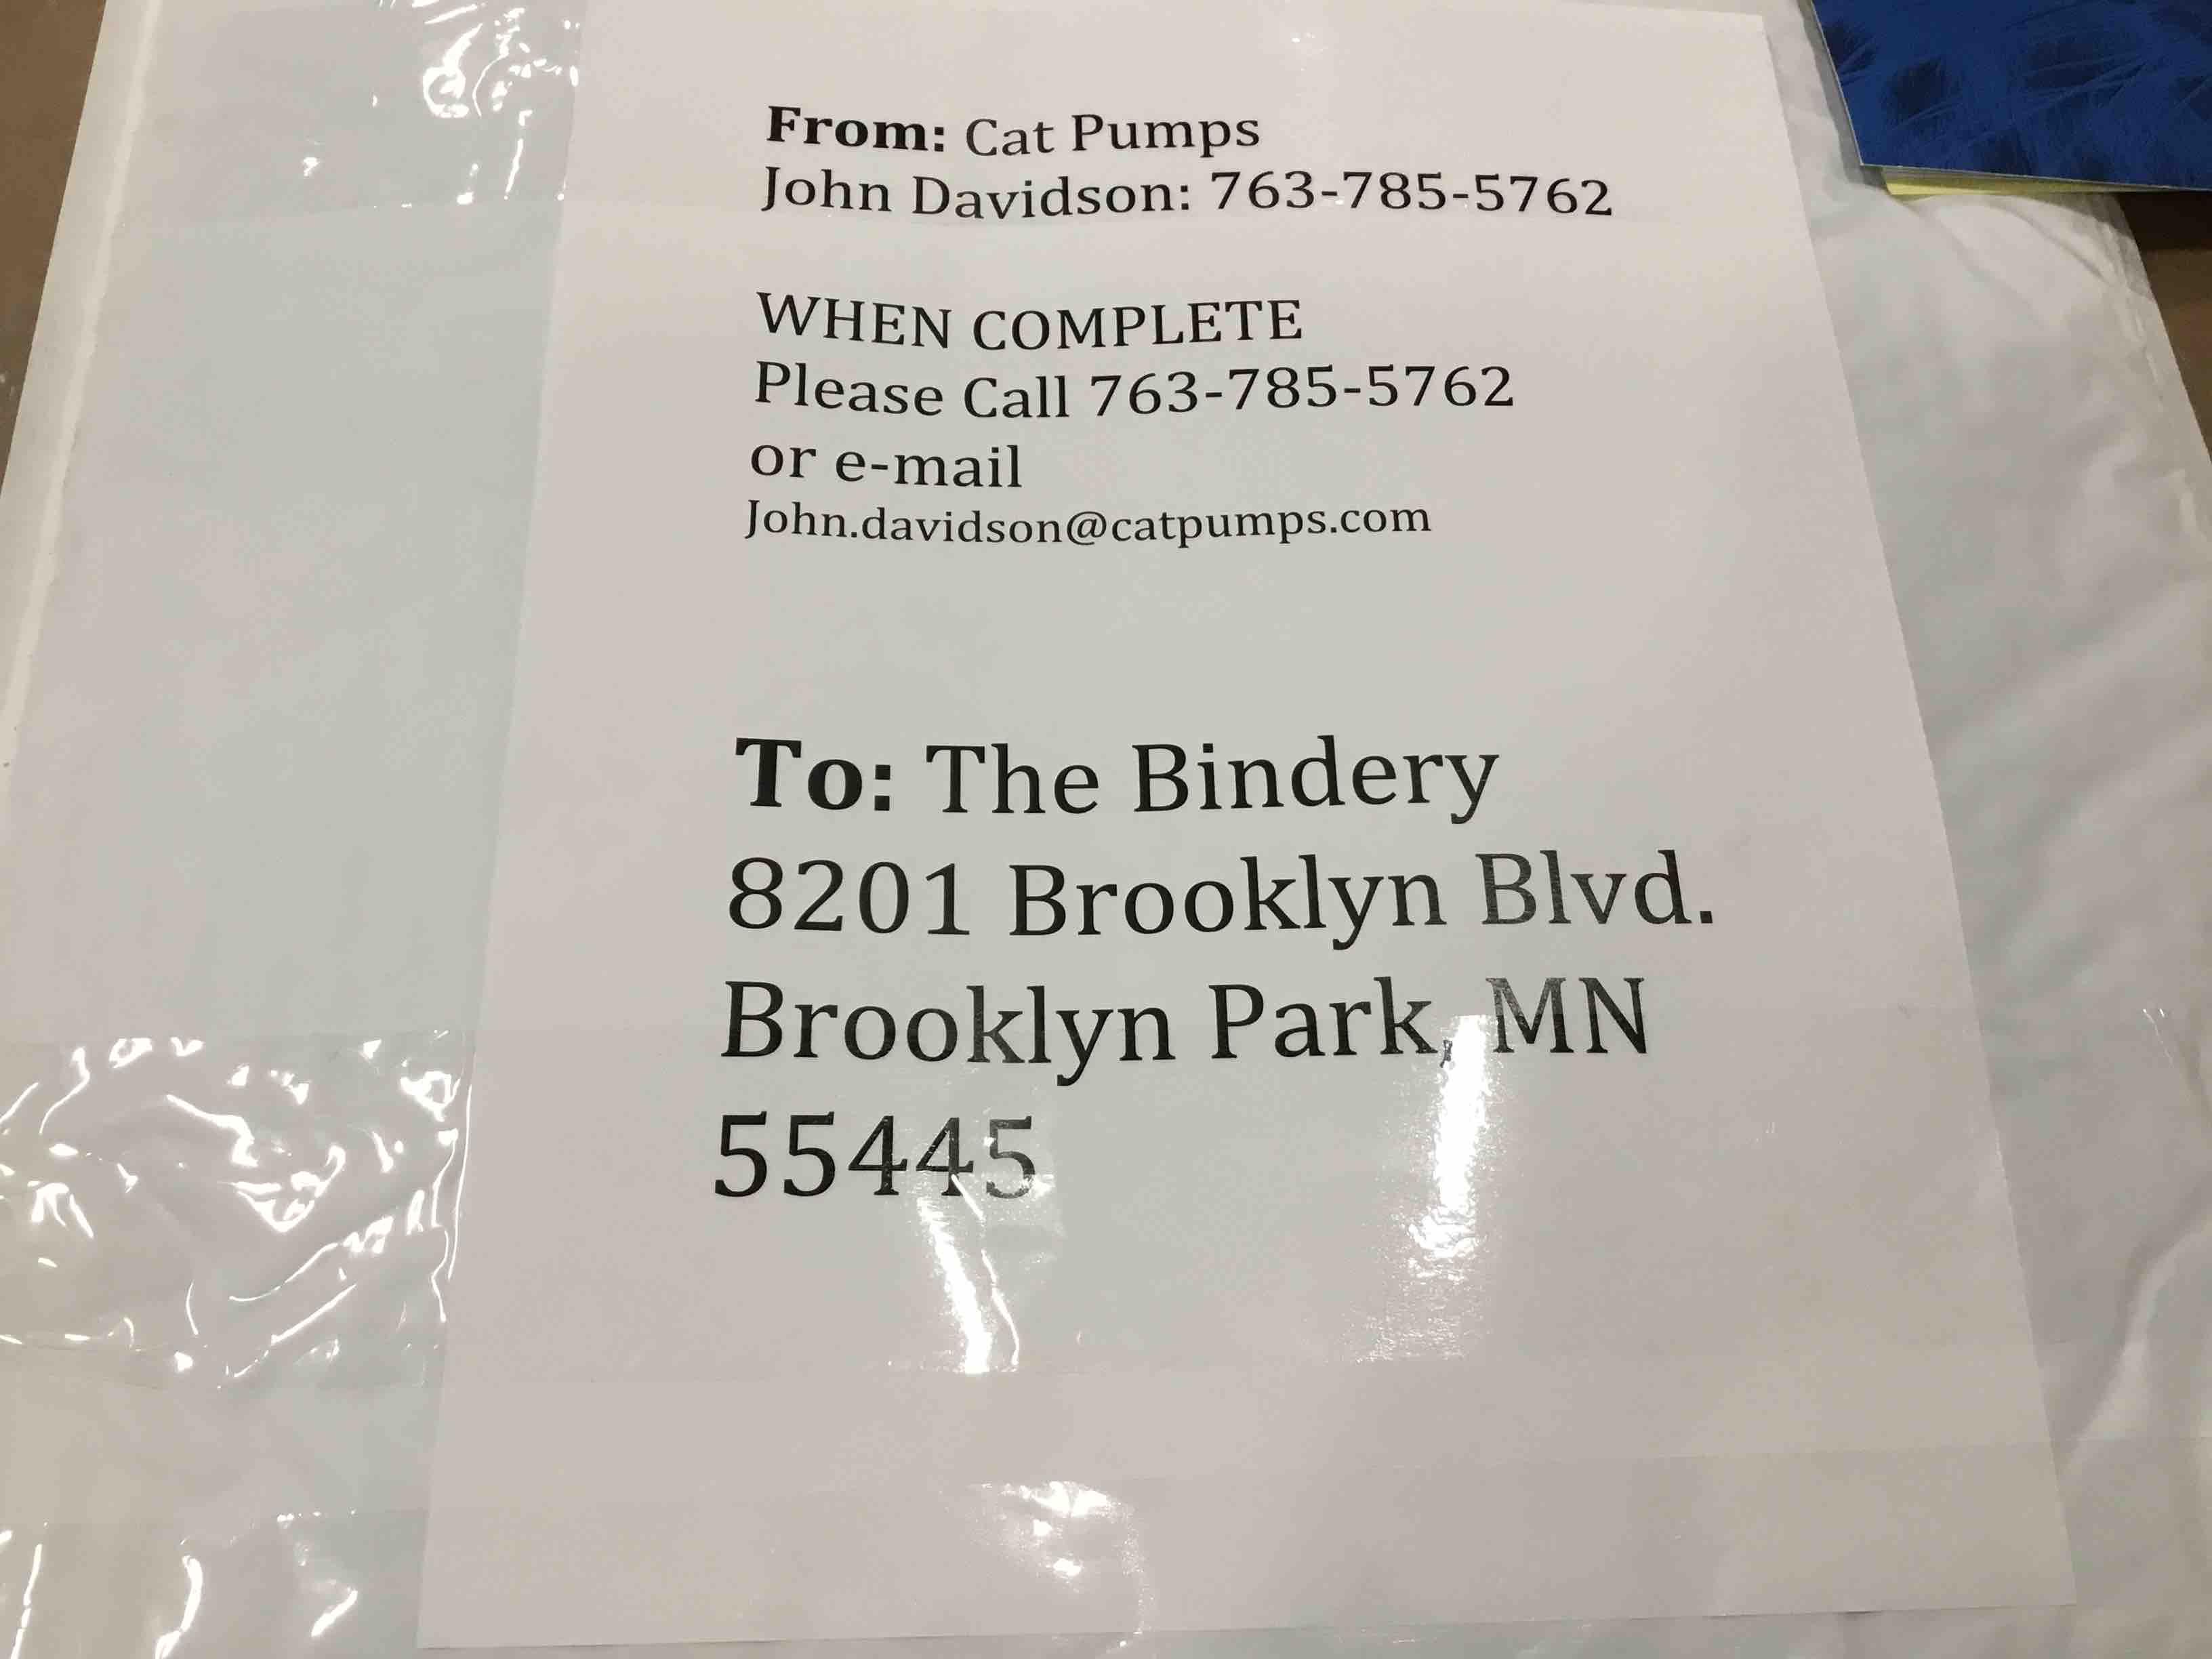 From: Cat Pumps
John Davidson: 763-785-5762
WHEN COMPLETE
Please Call 763-785-5762
or e-mail
John.davidson@catpumps.com
To: The Bindery
8201 Brooklyn Blvd.
Brooklyn Park, MN
55445